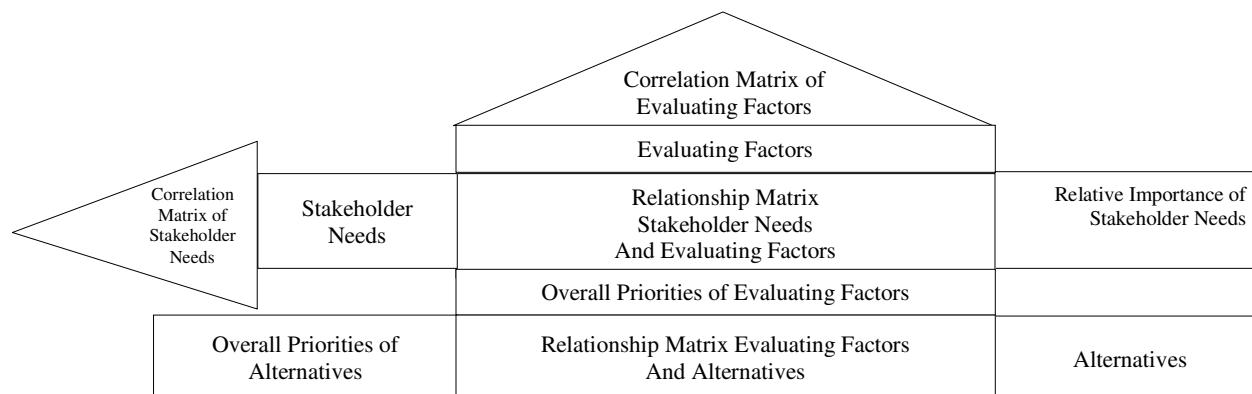 Correlation Matrix of
Evaluating Factors
Evaluating Factors
Correlation
Matrix of
Stakeholder
Needs
Stakeholder
Needs
Relationship Matrix
Stakeholder Needs
And Evaluating Factors
Relative Importance of
Stakeholder Needs
Overall Priorities of Evaluating Factors
Overall Priorities of
Alternatives
Relationship Matrix Evaluating Factors
And Alternatives
Alternatives